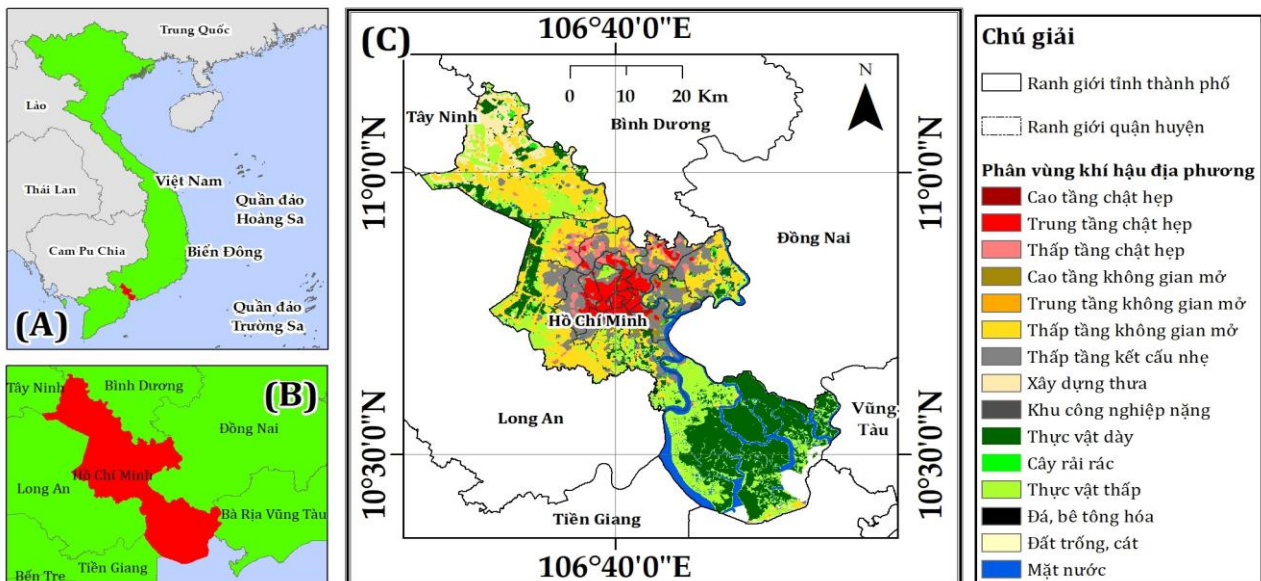 Trung Quốc
Lào
Thái Lan
Việt Nam
Quần đảo
Hoàng Sa
Cam Pu Chia
Biển Đông
Quần đảo
Trường Sa
(A)
Tây Ninh
Bình Dương
(B)
Đồng Nai
Hồ Chí Minh
Long An
Bà Rịa Vũng Tàu
Tiền Giang
Bến Tre
(C)
106°40'0"E
0 10 20 Km
N
Tây Ninh
Bình Dương
11°0'0"N
11°0'0"N
Đồng Nai
Hồ Chí Minh
Long An
Vũng
Tàu
10°30'0"N
10°30'0"N
Tiền Giang
106°40'0"E
Chú giải
Ranh giới tỉnh thành phố
Ranh giới quận huyện
Phân vùng khí hậu địa phương
Cao tầng chật hẹp
Trung tầng chật hẹp
Thấp tầng chật hẹp
Cao tầng không gian mở
Trung tầng không gian mở
Thấp tầng không gian mở
Thấp tầng kết cấu nhẹ
Xây dựng thưa
Khu công nghiệp nặng
Thực vật dày
Cây rải rác
Thực vật thấp
Đá, bê tông hóa
Đất trống, cát
Mặt nước